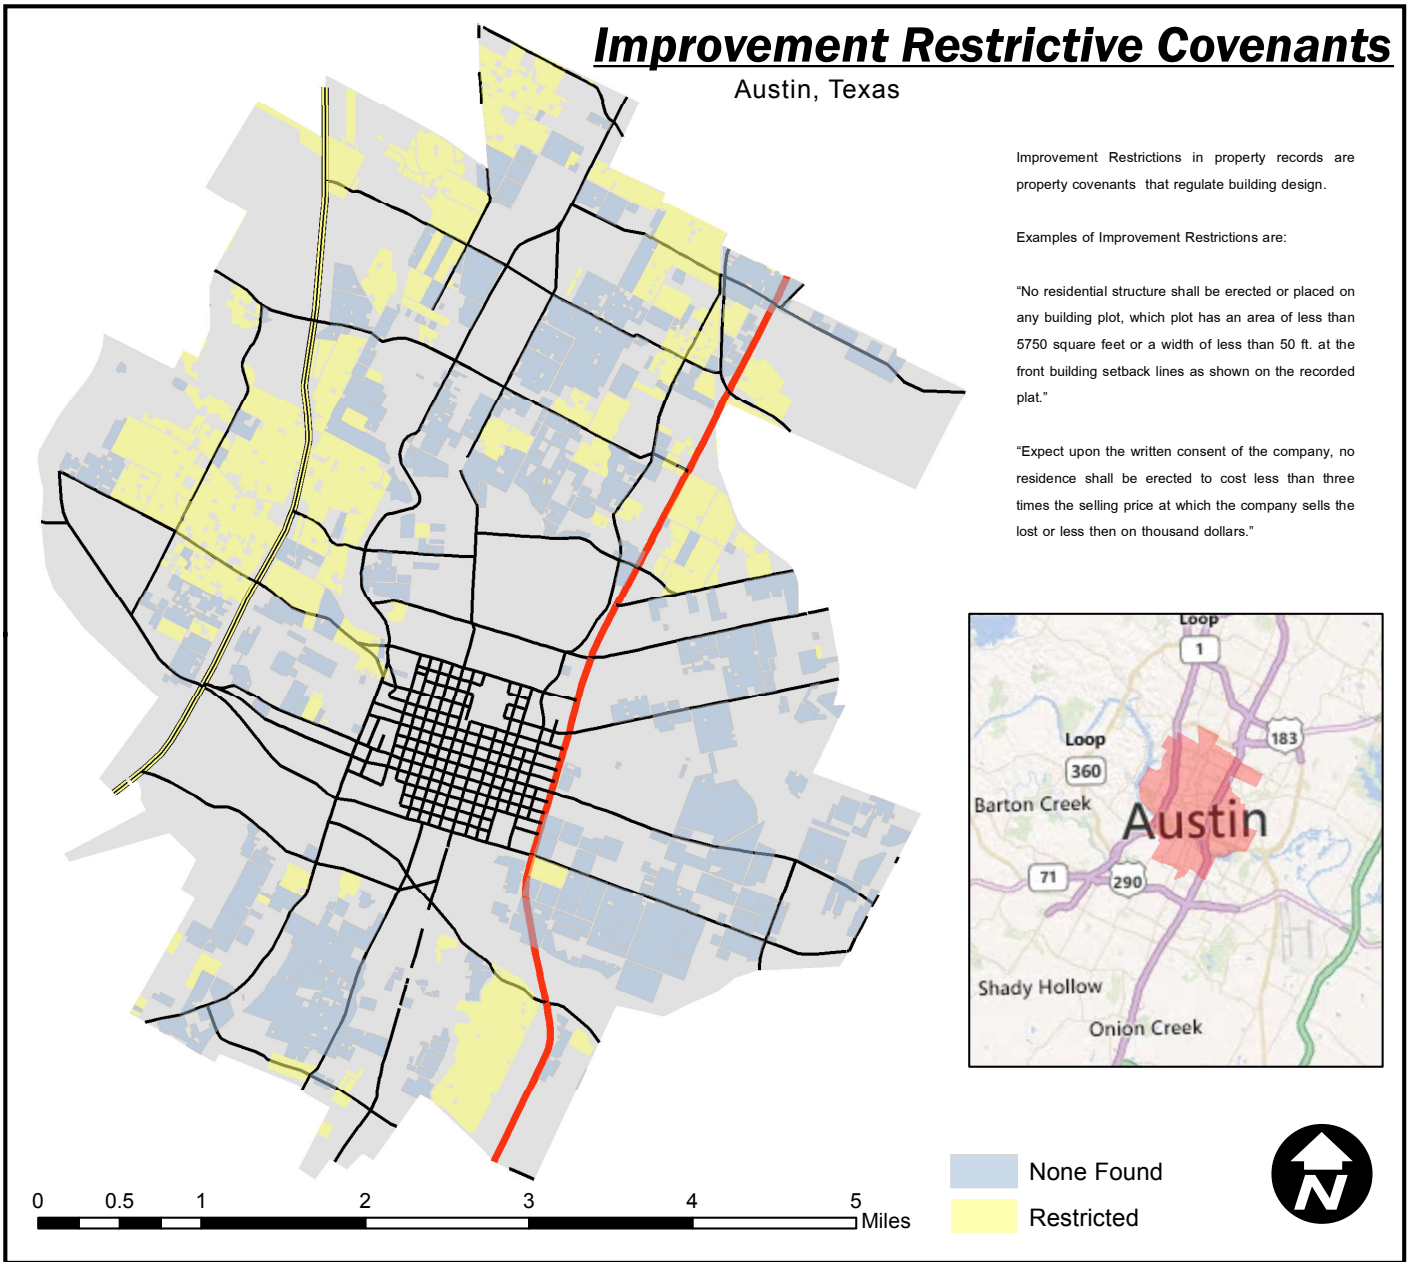 Improvement Restrictive Covenants
Austin, Texas
Improvement Restrictions in property records are
property covenants that regulate building design.
Examples of Improvement Restrictions are:
“No residential structure shall be erected or placed on
any building plot, which plot has an area of less than
5750 square feet or a width of less than 50 ft. at the
front building setback lines as shown on the recorded
plat.”
“Expect upon the written consent of the company, no
residence shall be erected to cost less than three
times the selling price at which the company sells the
lost or less then on thousand dollars.”
Loop
1
183
Loop
360
Barton Creek
Austin
71
290
Shady Hollow
Onion Creek
None Found
Restricted
N
0 0.5 1 2 3 4 5
Miles